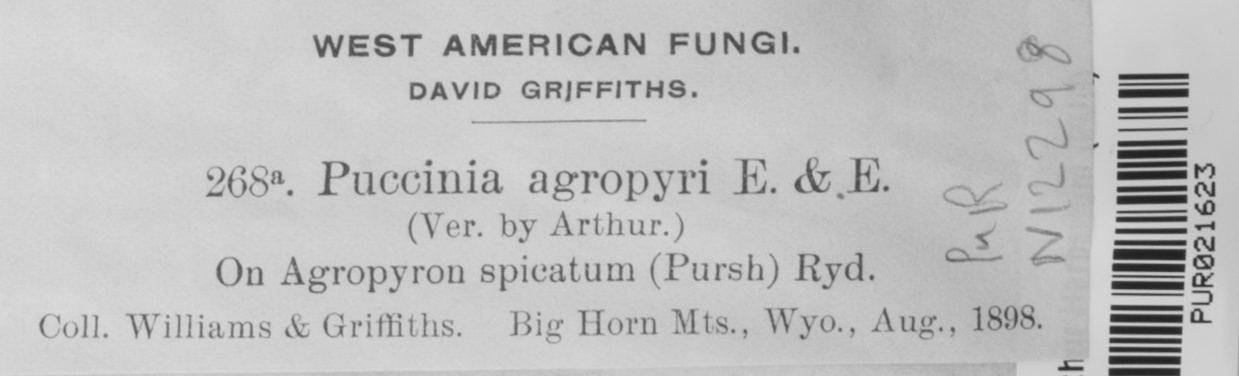 WEST AMERICAN FUNGI.
DAVID GRIFFITHS.
268a. Puccinia agropyri E. & E.
(Ver. by Arthur.)
On Agropyron spicatum (Pursh) Ryd.
Coll. Williams & Griffiths. Big Horn Mts., Wyo., Aug., 1898.
PUR
N12298
PUR021623